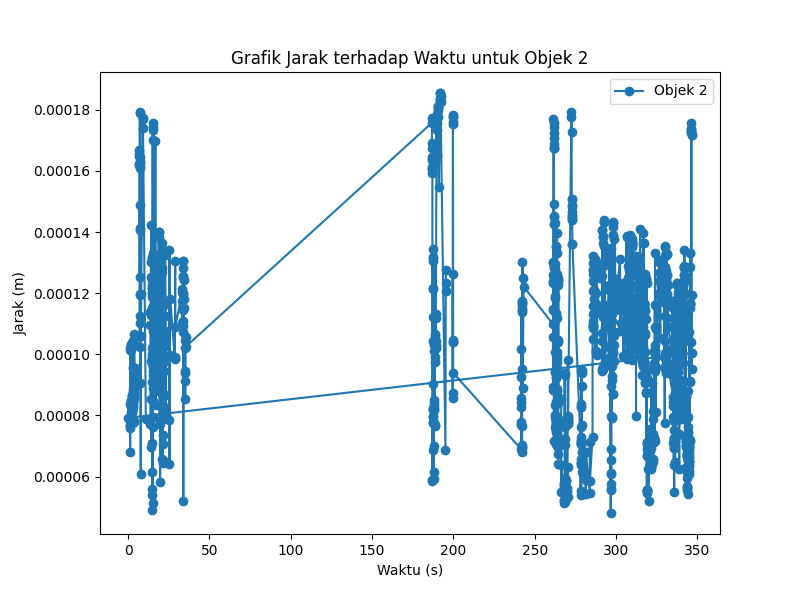 Grafik Jarak terhadap Waktu untuk Objek 2
Objek 2
Jarak (m)
0.00018
0.00016
0.00014
0.00012
0.00010
0.00008
0.00006
0 50 100 150 200 250 300 350
Waktu (s)